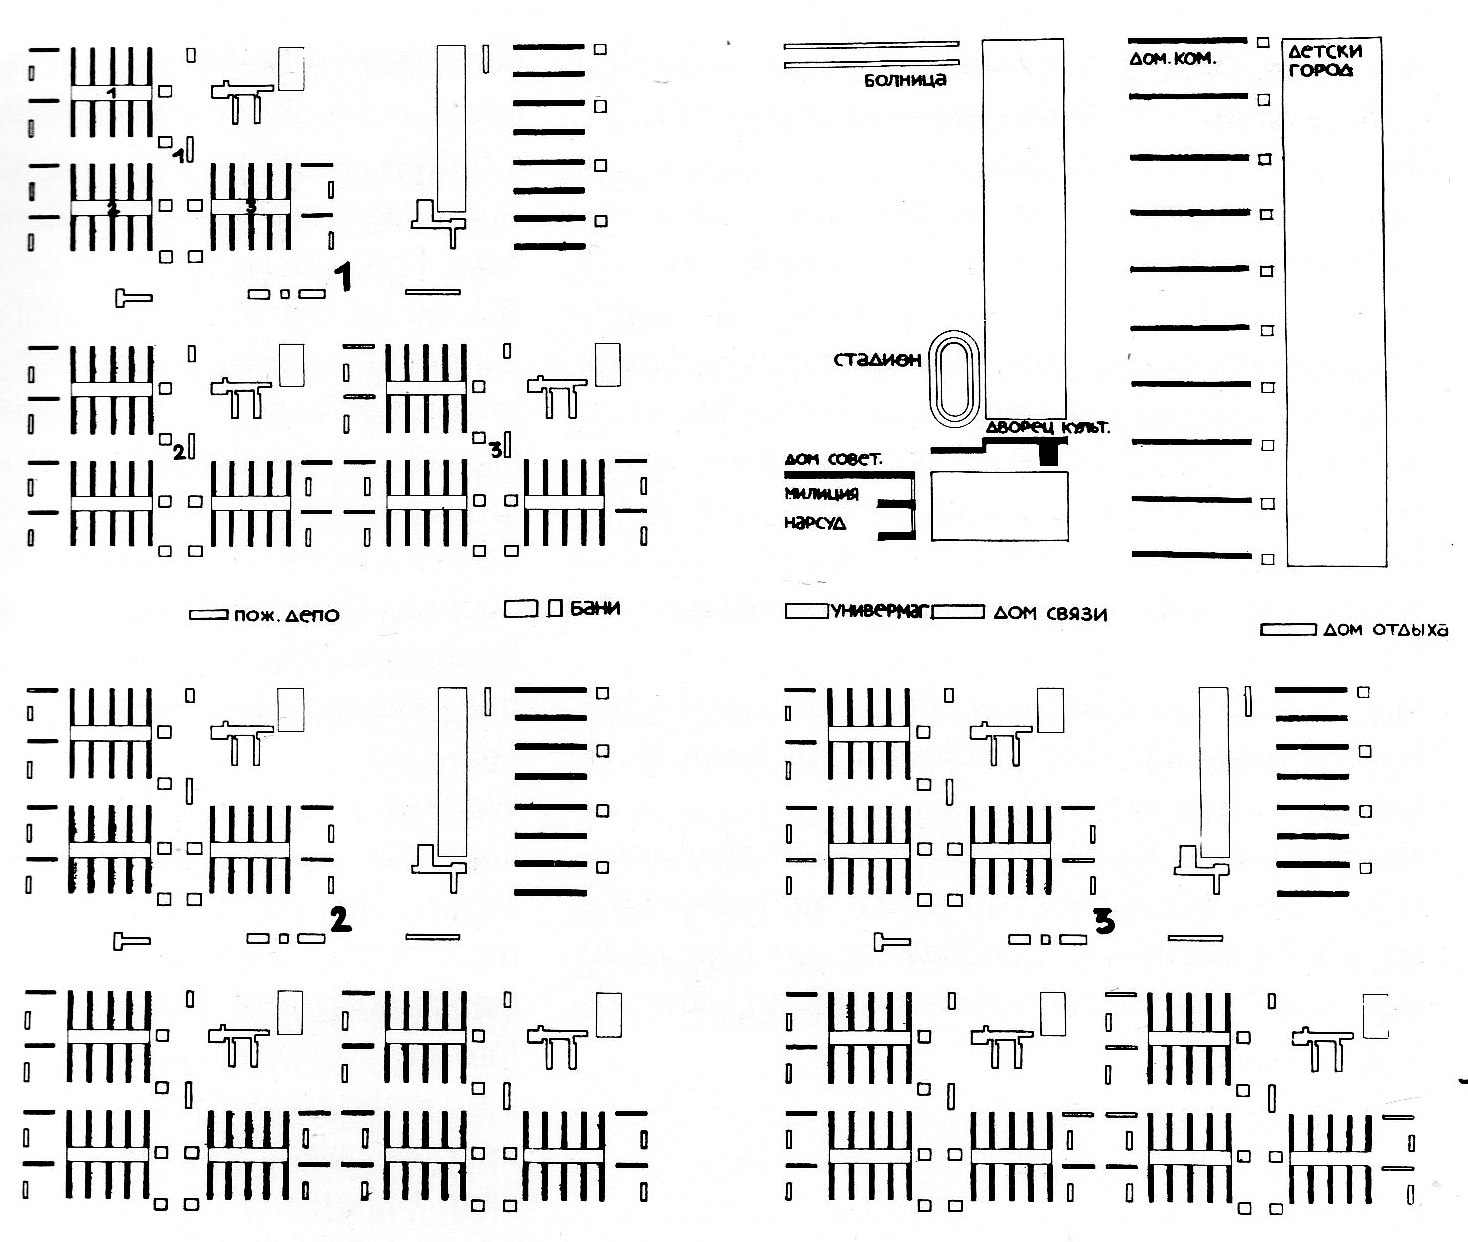 1
1
2
3
1
2
3
БОЛНИЦА
ДОМ. КОМ.
ДЕТСКИ
ГОРОД
СТАДИОН
ДВОРЕЦ КУЛЬТ.
ДОМ СОВЕТ.
МИЛИЦИЯ
НАРСУД
ПОЖ. ДЕПО
БАНИ
УНИВЕРМАГ
ДОМ СВЯЗИ
ДОМ ОТДЫХА
2
3